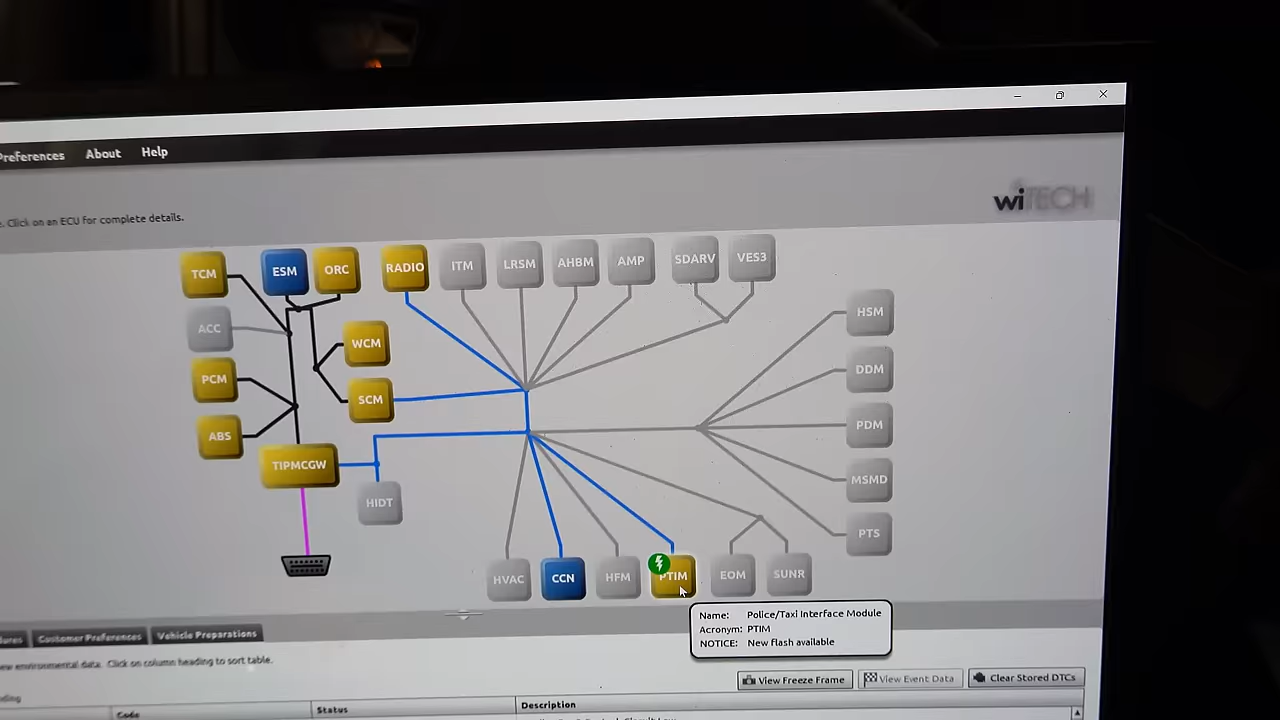 Preferences About Help
wiTECH
. Click on an ECU for complete details.
TCM ESM ORC RADIO ITM LRSM AHBM AMP SDARV VES3
HSM
ACC
WCM
DDM
PCM
SCM
ABS
PDM
TIPMCGW
MSMD
HIDT
PTS
HVAC CCN HFM PTIM EOM SUNR
Name: Police/Taxi Interface Module
Acronym: PTIM
NOTICE: New flash available
Customer Preferences Vehicle Preparations
environmental data. Click on column heading to sort table.
View Freeze Frame View Event Data Clear Stored DTCs
Code Status Description